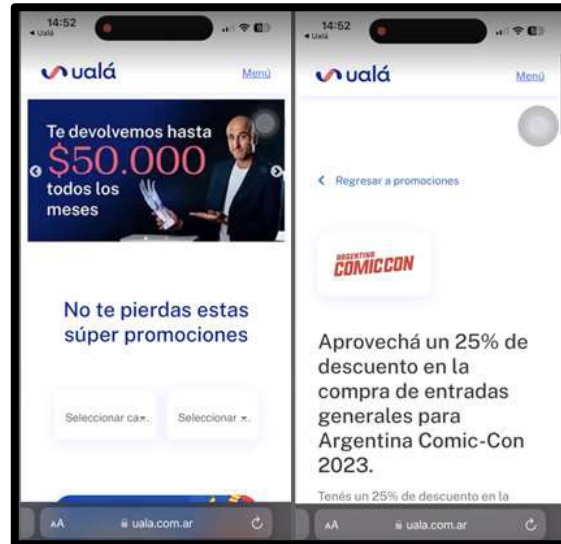 14:52
Ualá
ualá
Menú
Te devolvemos hasta
$50.000
todos los
meses
No te pierdas estas
súper promociones
Seleccionar ca...
Seleccionar ...
AA
uala.com.ar
14:52
Ualá
ualá
Menú
Regresar a promociones
ARGENTINA
COMIC CON
Aprovechá un 25% de
descuento en la
compra de entradas
generales para
Argentina Comic-Con
2023.
Tenés un 25% de descuento en la
AA
uala.com.ar